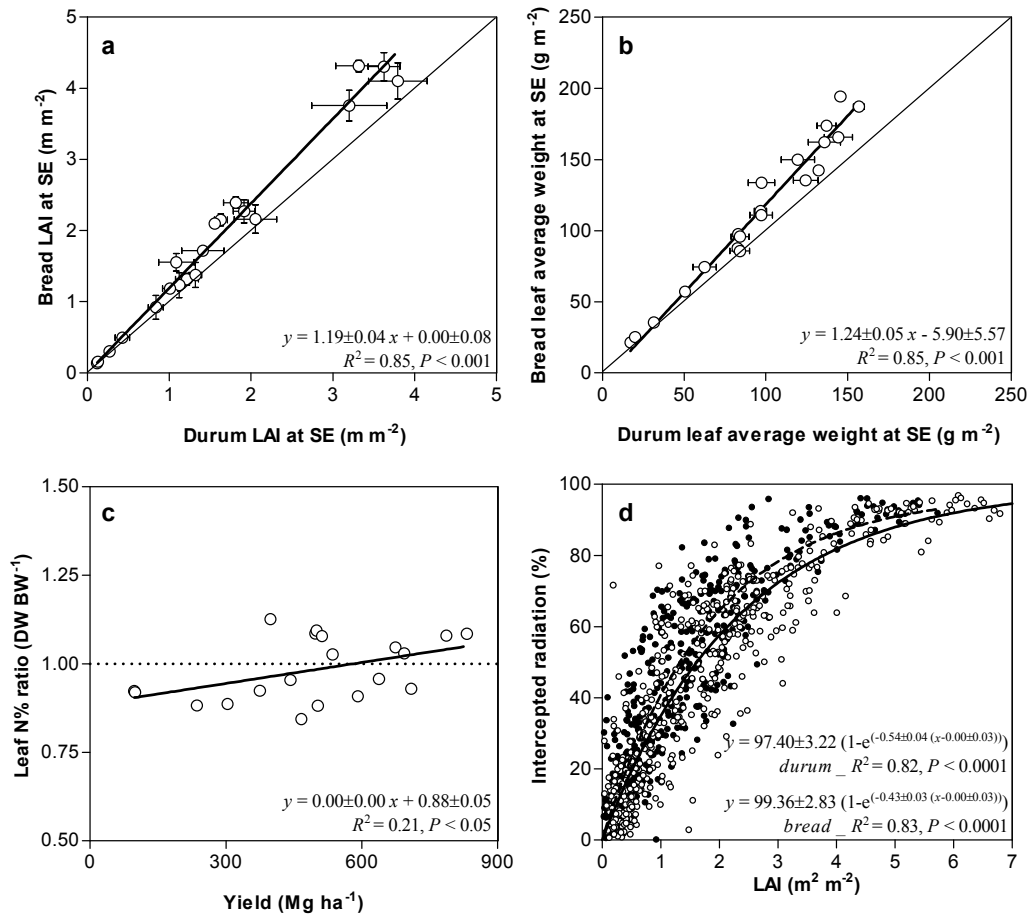 a
5
4
3
2
1
0
Bread LAI at SE (m m⁻²)
y = 1.19±0.04 x + 0.00±0.08
R² = 0.85, P < 0.001
0 1 2 3 4 5
Durum LAI at SE (m m⁻²)
b
250
200
150
100
50
0
Bread leaf average weight at SE (g m⁻²)
y = 1.24±0.05 x - 5.90±5.57
R² = 0.85, P < 0.001
0 50 100 150 200 250
Durum leaf average weight at SE (g m⁻²)
c
1.50
1.25
1.00
0.75
0.50
Leaf N% ratio (DW BW⁻¹)
y = 0.00±0.00 x + 0.88±0.05
R² = 0.21, P < 0.05
0 300 600 900
Yield (Mg ha⁻¹)
d
100
80
60
40
20
0
Intercepted radiation (%)
y = 97.40±3.22 (1-e^(-0.54±0.04 (x-0.00±0.03)))
durum _ R² = 0.82, P < 0.0001
y = 99.36±2.83 (1-e^(-0.43±0.03 (x-0.00±0.03)))
bread _ R² = 0.83, P < 0.0001
0 1 2 3 4 5 6 7
LAI (m² m⁻²)